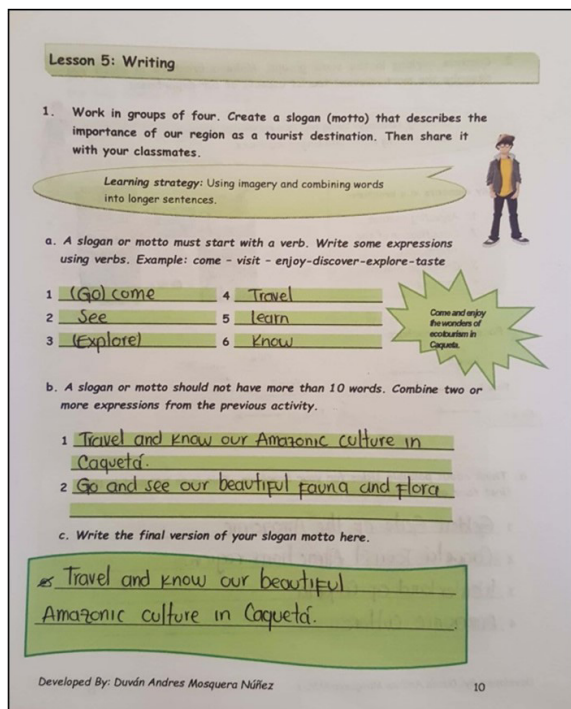 Lesson 5: Writing
1. Work in groups of four. Create a slogan (motto) that describes the
importance of our region as a tourist destination. Then share it
with your classmates.
Learning strategy: Using imagery and combining words
into longer sentences.
a. A slogan or motto must start with a verb. Write some expressions
using verbs. Example: come - visit - enjoy-discover-explore-taste
1 (Go) come 4 Travel
2 See 5 learn
3 (Explore) 6 Know
Come and enjoy
the wonders of
ecotourism in
Caqueta.
b. A slogan or motto should not have more than 10 words. Combine two or
more expressions from the previous activity.
1 Travel and know our Amazonic culture in
Caquetá.
2 Go and see our beautiful fauna and flora
c. Write the final version of your slogan motto here.
Travel and know our beautiful
Amazonic culture in Caquetá.
Developed By: Duván Andres Mosquera Núñez 10